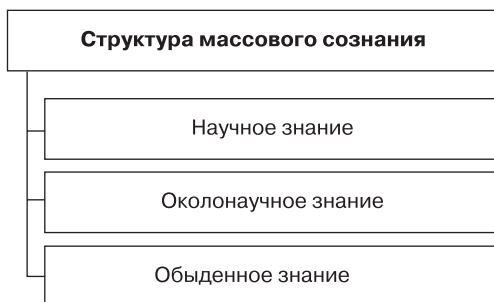 Структура массового сознания
Научное знание
Околонаучное знание
Обыденное знание